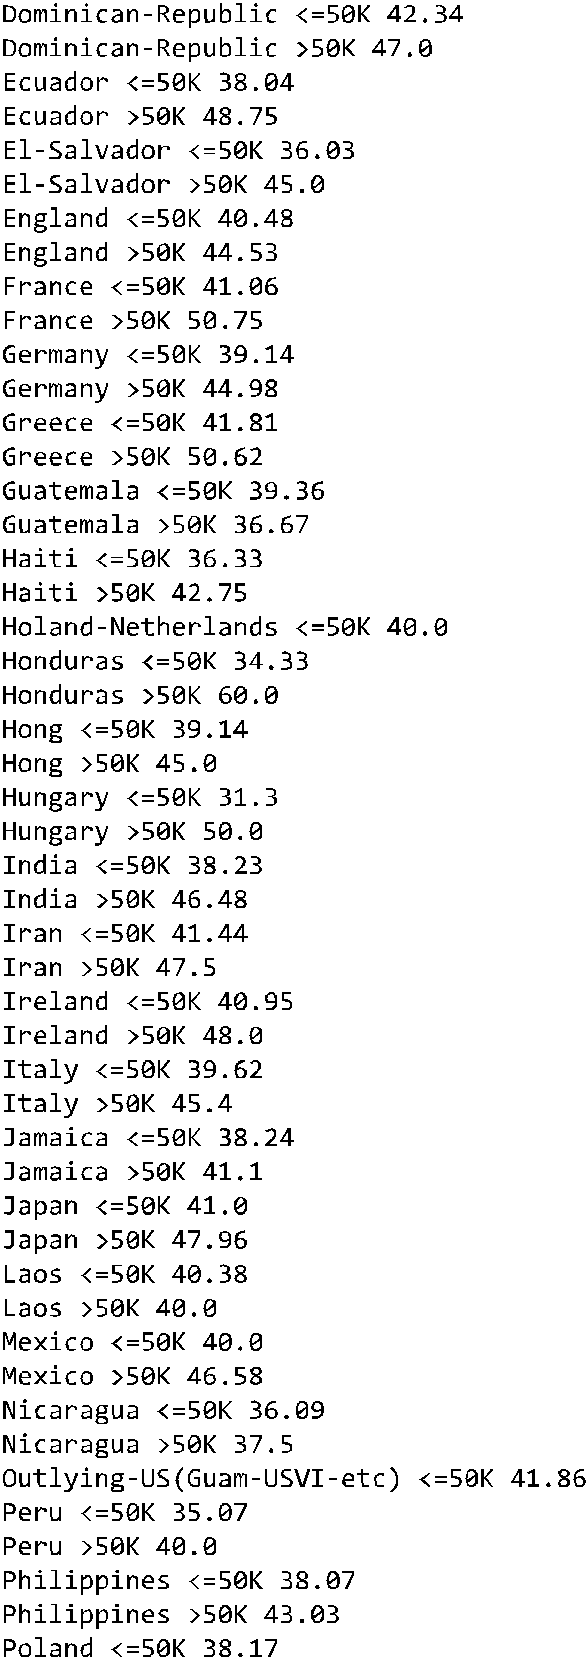 Dominican-Republic <=50K 42.34
Dominican-Republic >50K 47.0
Ecuador <=50K 38.04
Ecuador >50K 48.75
El-Salvador <=50K 36.03
El-Salvador >50K 45.0
England <=50K 40.48
England >50K 44.53
France <=50K 41.06
France >50K 50.75
Germany <=50K 39.14
Germany >50K 44.98
Greece <=50K 41.81
Greece >50K 50.62
Guatemala <=50K 39.36
Guatemala >50K 36.67
Haiti <=50K 36.33
Haiti >50K 42.75
Holand-Netherlands <=50K 40.0
Honduras <=50K 34.33
Honduras >50K 60.0
Hong <=50K 39.14
Hong >50K 45.0
Hungary <=50K 31.3
Hungary >50K 50.0
India <=50K 38.23
India >50K 46.48
Iran <=50K 41.44
Iran >50K 47.5
Ireland <=50K 40.95
Ireland >50K 48.0
Italy <=50K 39.62
Italy >50K 45.4
Jamaica <=50K 38.24
Jamaica >50K 41.1
Japan <=50K 41.0
Japan >50K 47.96
Laos <=50K 40.38
Laos >50K 40.0
Mexico <=50K 40.0
Mexico >50K 46.58
Nicaragua <=50K 36.09
Nicaragua >50K 37.5
Outlying-US(Guam-USVI-etc) <=50K 41.86
Peru <=50K 35.07
Peru >50K 40.0
Philippines <=50K 38.07
Philippines >50K 43.03
Poland <=50K 38.17